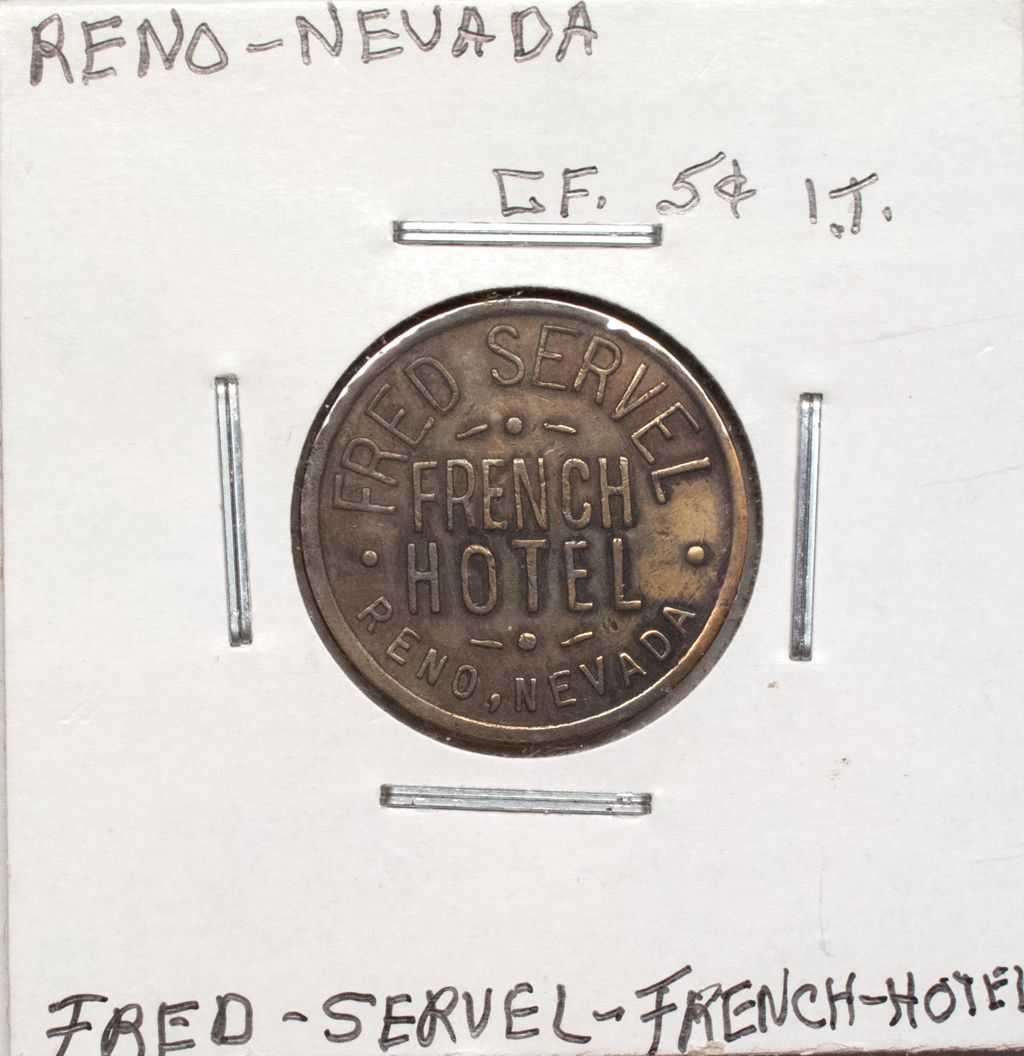 RENO-NEVADA
G.F. 5¢ I.T.
FRED SERVEL
FRENCH
HOTEL
RENO, NEVADA
FRED-SERVEL-FRENCH-HOTEL